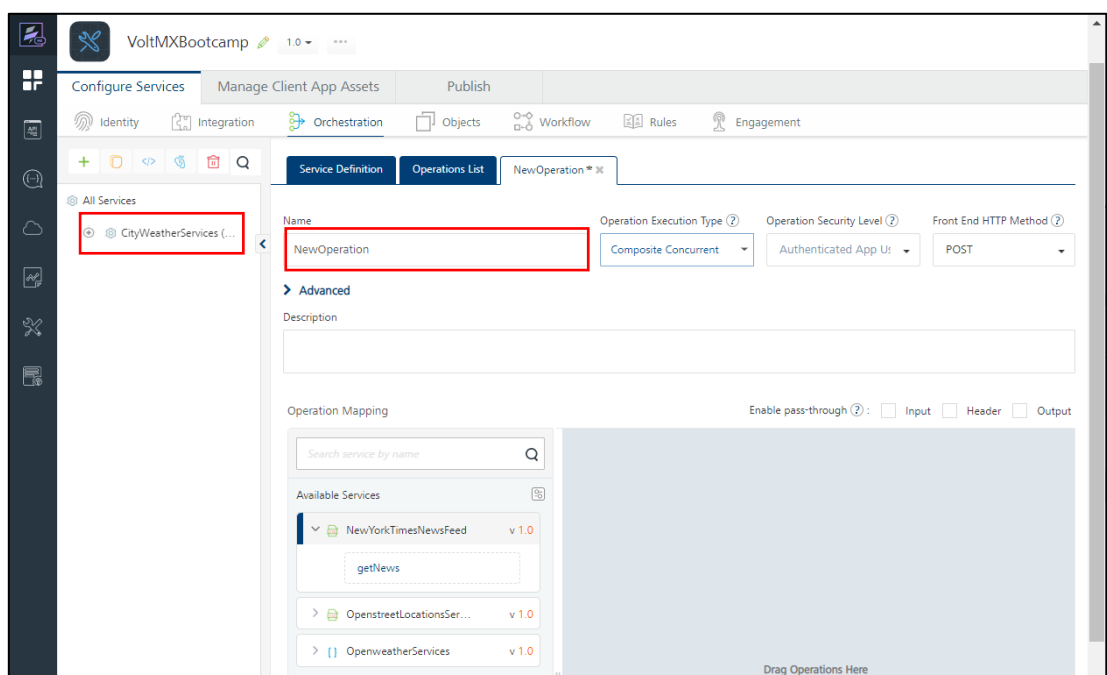 VoltMXBootcamp 1.0 ...
Configure Services Manage Client App Assets Publish
Identity Integration Orchestration Objects Workflow Rules Engagement
Service Definition Operations List NewOperation *
All Services
CityWeatherServices (...
Name Operation Execution Type ? Operation Security Level ? Front End HTTP Method ?
NewOperation Composite Concurrent Authenticated App Us POST
Advanced
Description
Operation Mapping Enable pass-through ? : Input Header Output
Search service by name
Available Services
NewYorkTimesNewsFeed v 1.0
getNews
OpenstreetLocationsSer... v 1.0
OpenweatherServices v 1.0
Drag Operations Here